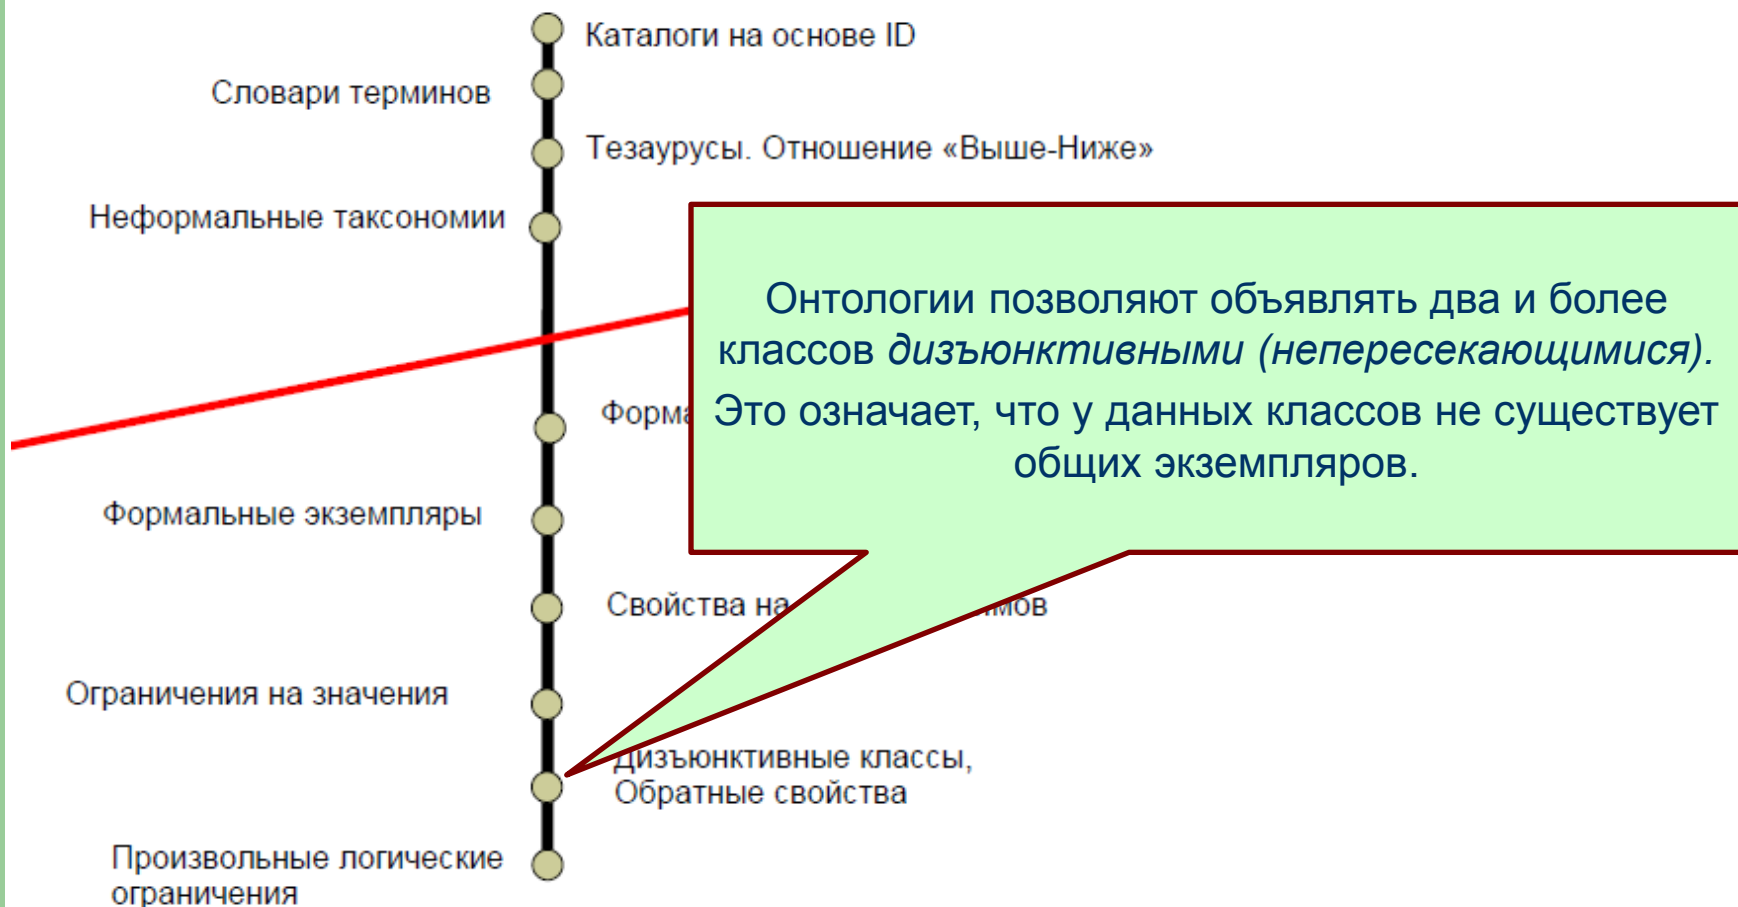 Каталоги на основе ID
Словари терминов
Тезаурусы. Отношение «Выше-Ниже»
Неформальные таксономии
Онтологии позволяют объявлять два и более
классов дизъюнктивными (непересекающимися).
Это означает, что у данных классов не существует
общих экземпляров.
Формальные экземпляры
Свойства на
Ограничения на значения
Дизъюнктивные классы,
Обратные свойства
Произвольные логические
ограничения